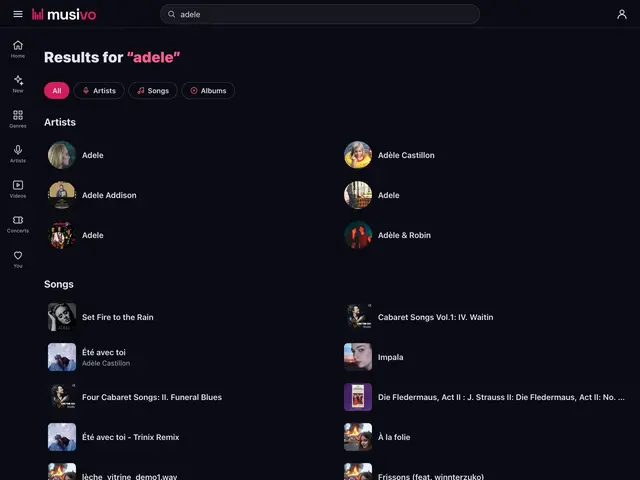 musivo
adele
Results for “adele”
Home
New
Genres
Artists
Videos
Concerts
You
All
Artists
Songs
Albums
Artists
Adele
Adèle Castillon
Adele Addison
Adele
Adele
Adèle & Robin
Songs
Set Fire to the Rain
Cabaret Songs Vol.1: IV. Waitin
Été avec toi
Adèle Castillon
Impala
Four Cabaret Songs: II. Funeral Blues
Die Fledermaus, Act II : J. Strauss II: Die Fledermaus, Act II: No. ...
Été avec toi - Trinix Remix
À la folie
lèche_vitrine_demo1.wav
Frissons (feat. winnterzuko)